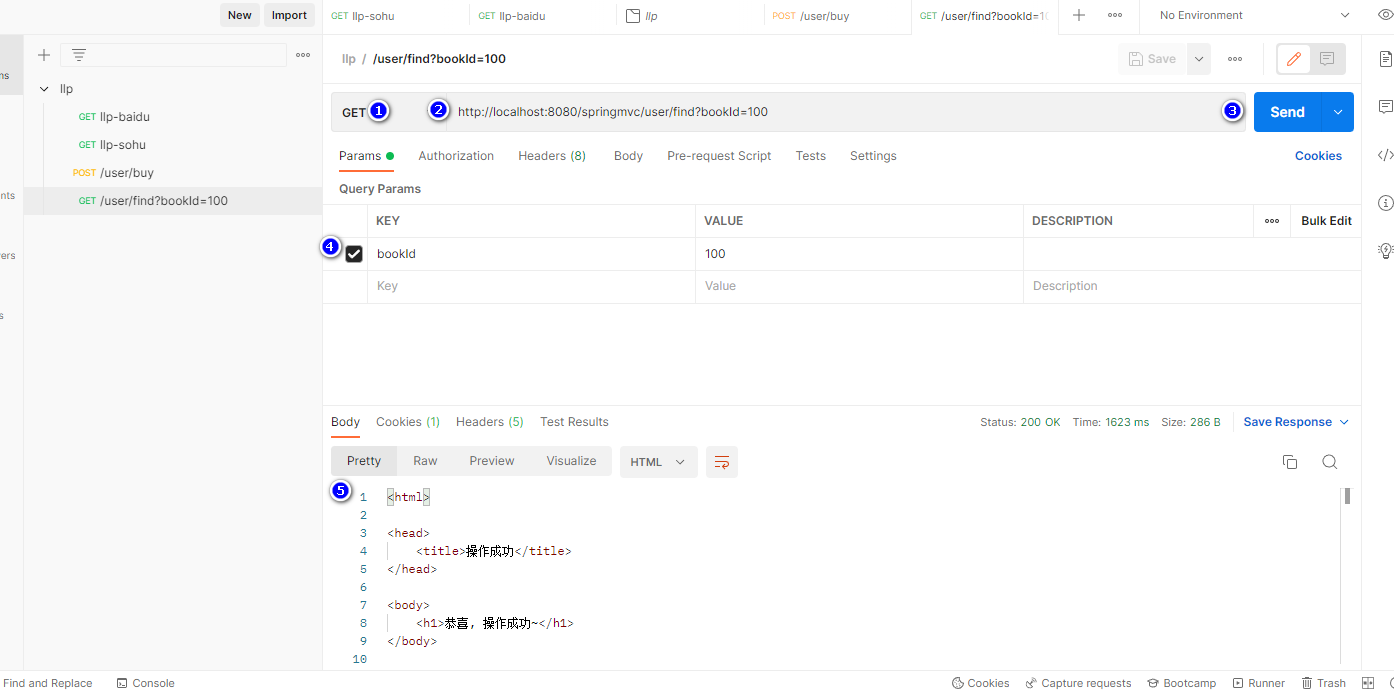 New Import GET llp-sohu GET llp-baidu llp POST /user/buy GET /user/find?bookId=1 No Environment
llp / /user/find?bookId=100 Save
ns
llp
GET 1 2 http://localhost:8080/springmvc/user/find?bookId=100 3 Send
GET llp-baidu
GET llp-sohu
POST /user/buy
GET /user/find?bookId=100
nts
ers
s
Params Authorization Headers (8) Body Pre-request Script Tests Settings Cookies
Query Params
KEY VALUE DESCRIPTION Bulk Edit
4 bookId 100
Key Value Description
Body Cookies (1) Headers (5) Test Results Status: 200 OK Time: 1623 ms Size: 286 B Save Response
Pretty Raw Preview Visualize HTML
5 1 <html>
2
3 <head>
4 <title>操作成功</title>
5 </head>
6
7 <body>
8 <h1>恭喜, 操作成功~</h1>
9 </body>
10
Find and Replace Console Cookies Capture requests Bootcamp Runner Trash